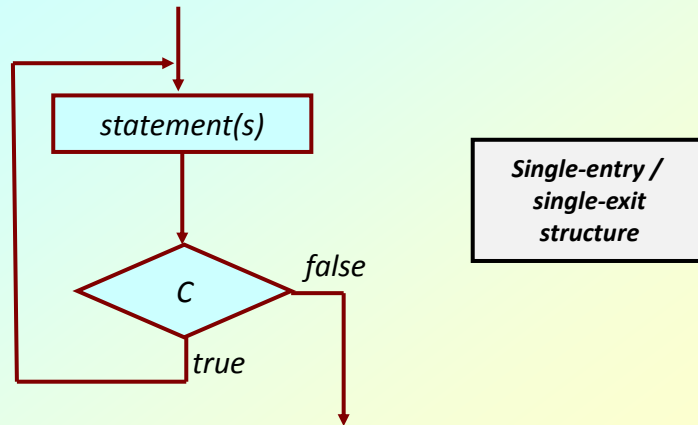 statement(s)
Single-entry /
single-exit
structure
false
C
true